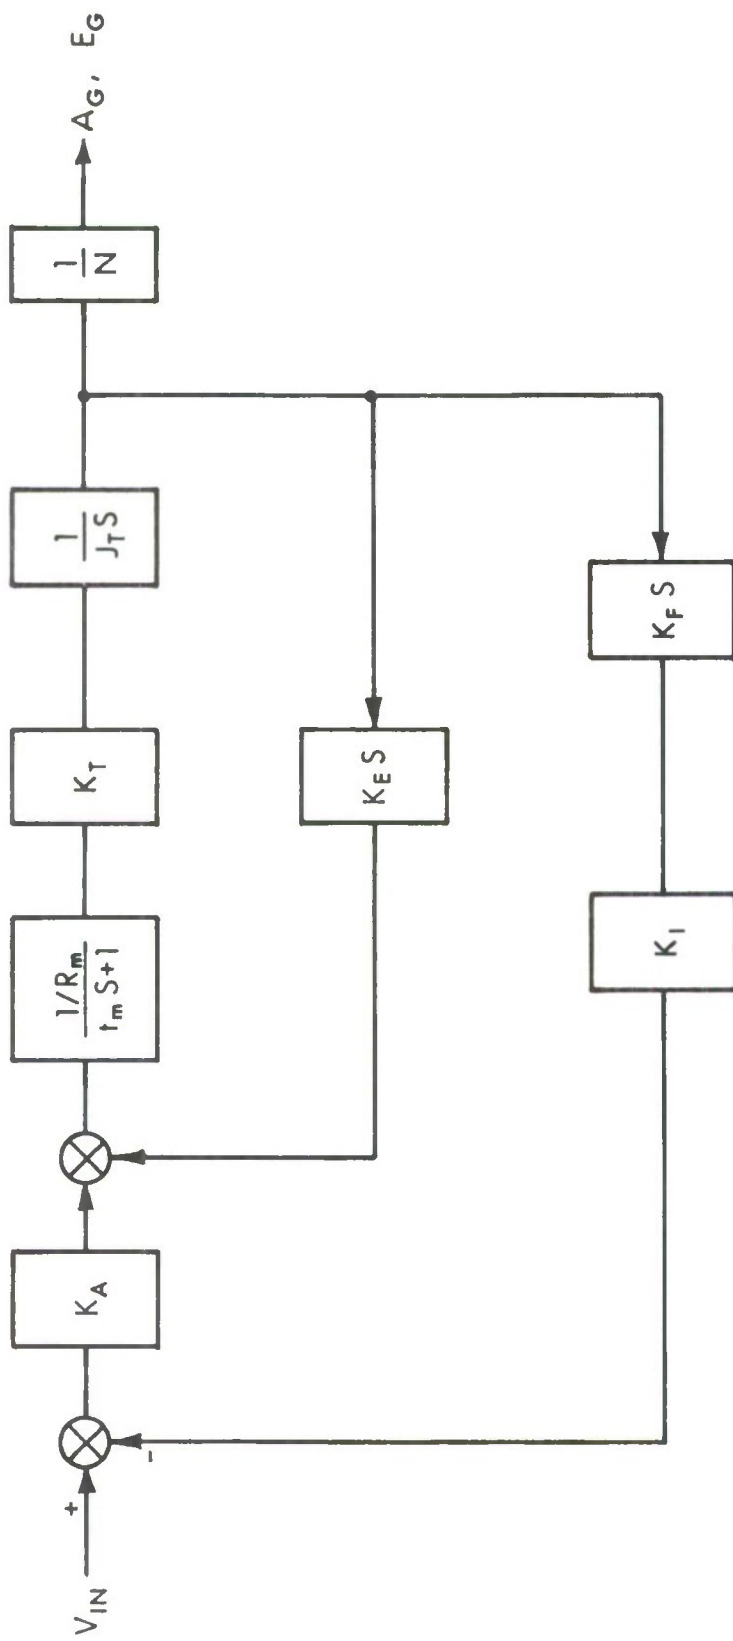 V_IN
+
-
K_A
1/R_m
t_m S+1
K_T
1
J_T S
1
N
A_G, E_G
K_E S
K_F S
K_I